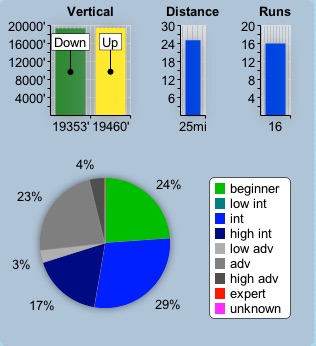 Vertical
Distance
Runs
20000'
16000'
12000'
8000'
4000'
Down
Up
19353'
19460'
30
24
18
12
6
25mi
20
16
12
8
4
16
4%
24%
23%
3%
17%
29%
beginner
low int
int
high int
low adv
adv
high adv
expert
unknown